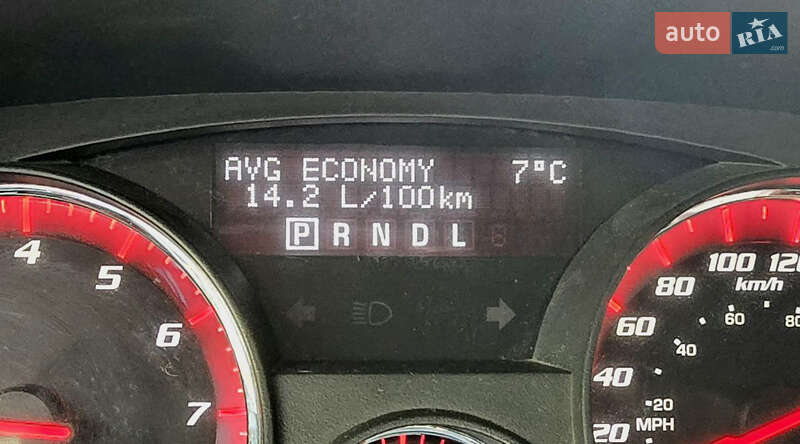 auto RIA .com
AVG ECONOMY 7°C
14.2 L/100km
P R N D L
4
5
6
7
100 120
80 km/h
60 60 80
40 40
20 20
MPH